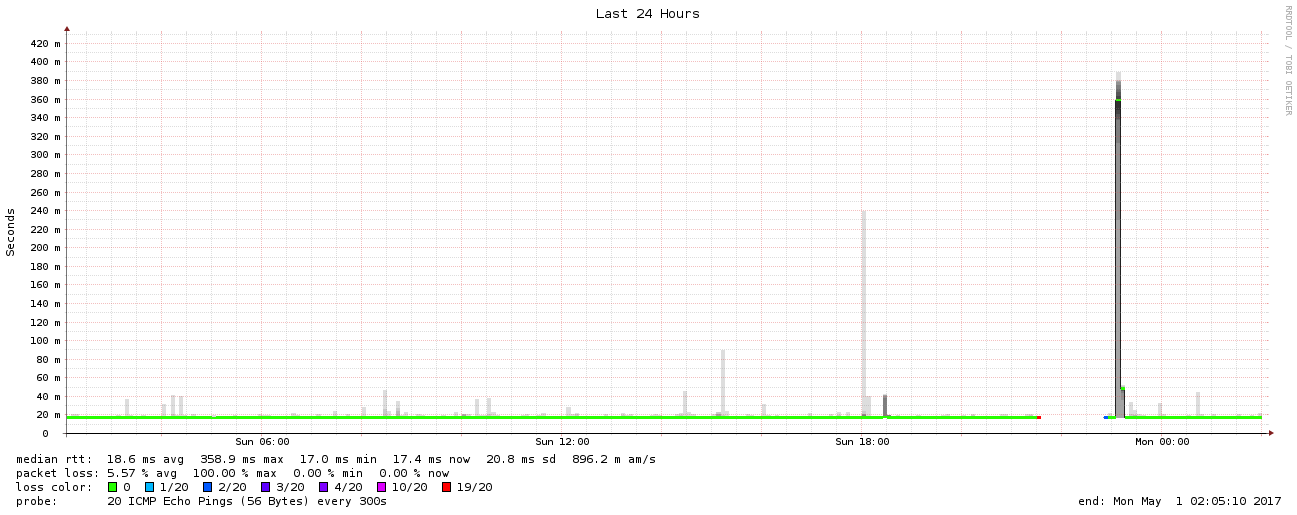 Last 24 Hours
RRDTOOL / TOBI OETIKER
420 m
400 m
380 m
360 m
340 m
320 m
300 m
280 m
260 m
240 m
220 m
200 m
180 m
160 m
140 m
120 m
100 m
80 m
60 m
40 m
20 m
0
Seconds
Sun 06:00 Sun 12:00 Sun 18:00 Mon 00:00
median rtt: 18.6 ms avg 358.9 ms max 17.0 ms min 17.4 ms now 20.8 ms sd 896.2 m am/s
packet loss: 5.57 % avg 100.00 % max 0.00 % min 0.00 % now
loss color: 0 1/20 2/20 3/20 4/20 10/20 19/20
probe: 20 ICMP Echo Pings (56 Bytes) every 300s end: Mon May 1 02:05:10 2017